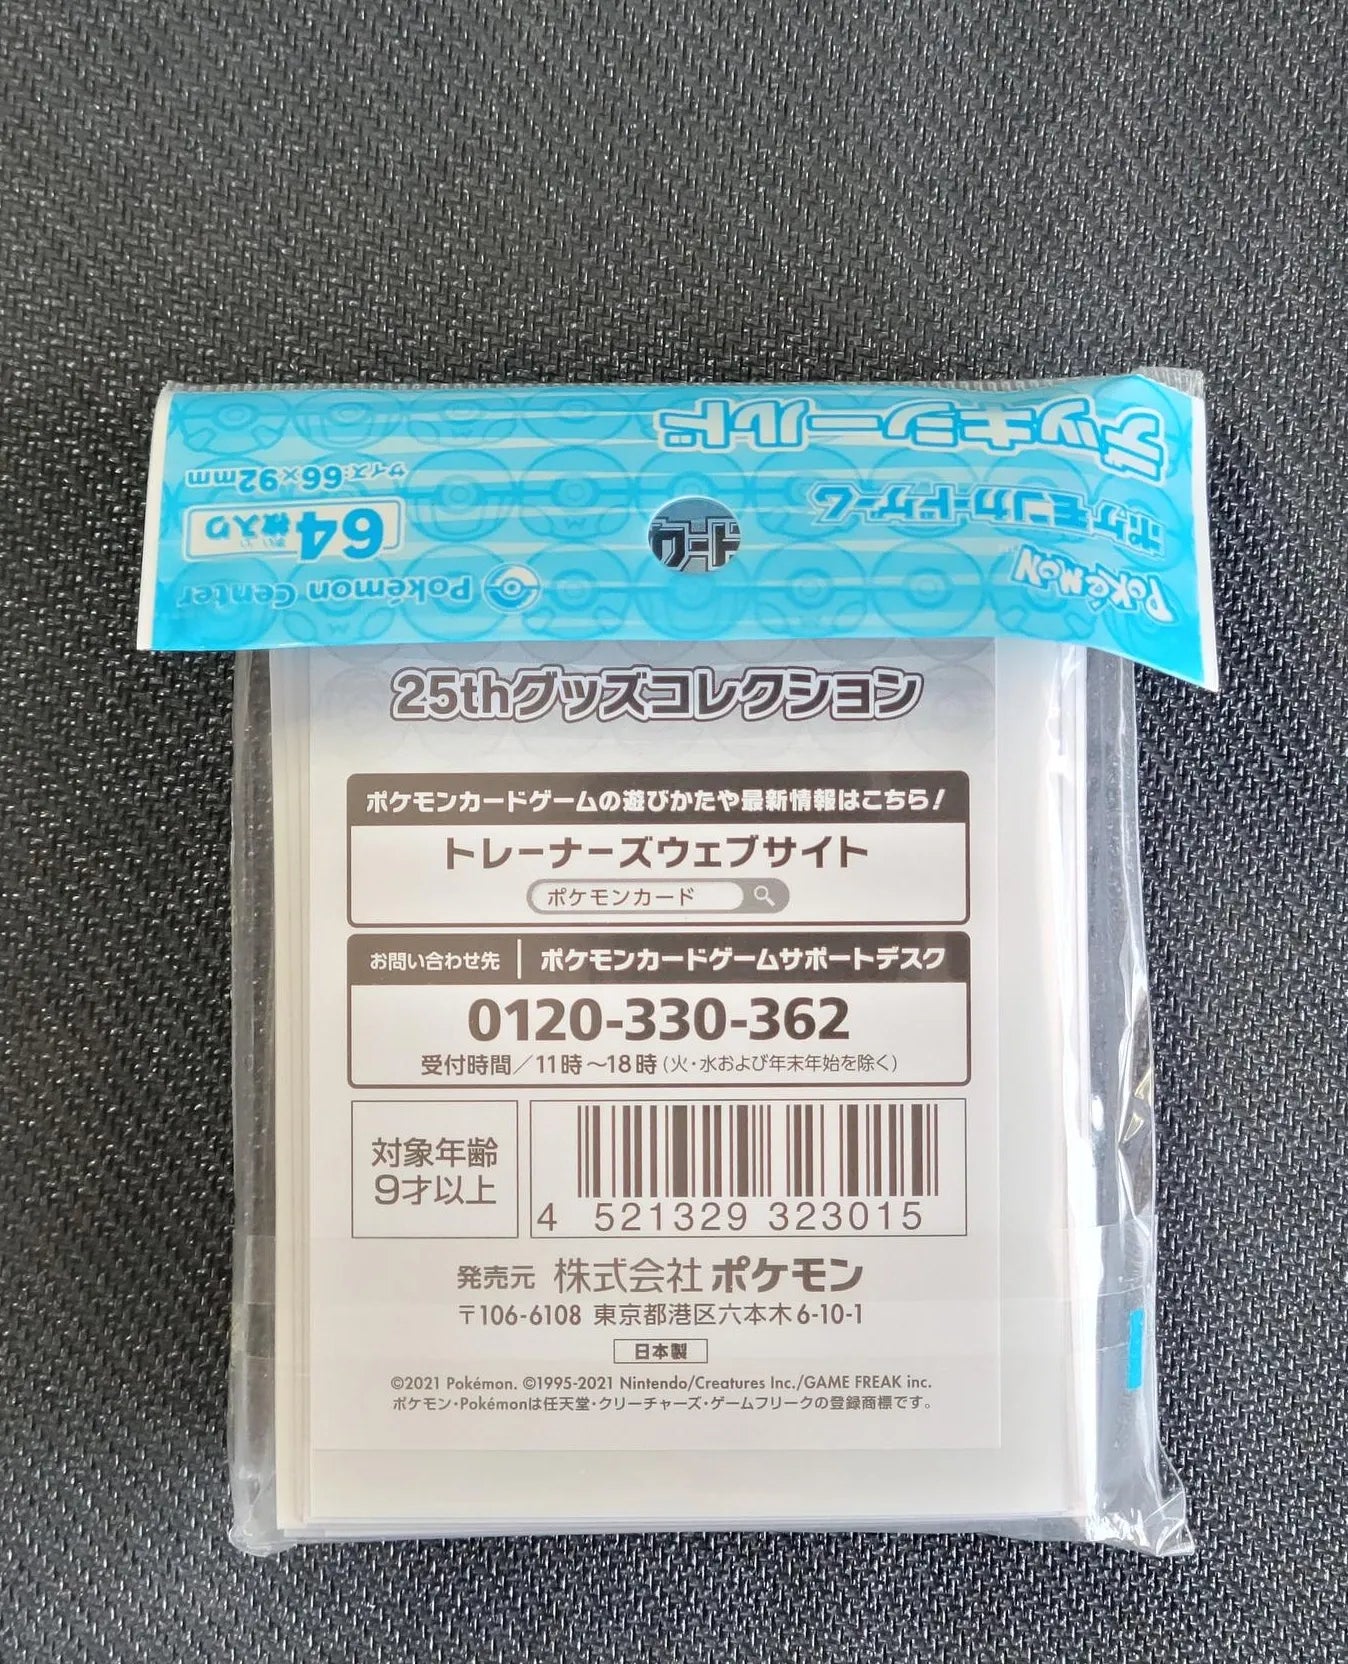 デッキシールド
ポケモンカードゲーム
POKéMON
サイズ:66×92mm
64枚入り
Pokémon Center
25thグッズコレクション
ポケモンカードゲームの遊びかたや最新情報はこちら!
トレーナーズウェブサイト
ポケモンカード
お問い合わせ先 ポケモンカードゲームサポートデスク
0120-330-362
受付時間/11時~18時(火・水および年末年始を除く)
対象年齢
9才以上
4 521329 323015
発売元 株式会社ポケモン
〒106-6108 東京都港区六本木6-10-1
日本製
©2021 Pokémon. ©1995-2021 Nintendo/Creatures Inc./GAME FREAK inc.
ポケモン・Pokémonは任天堂・クリーチャーズ・ゲームフリークの登録商標です。